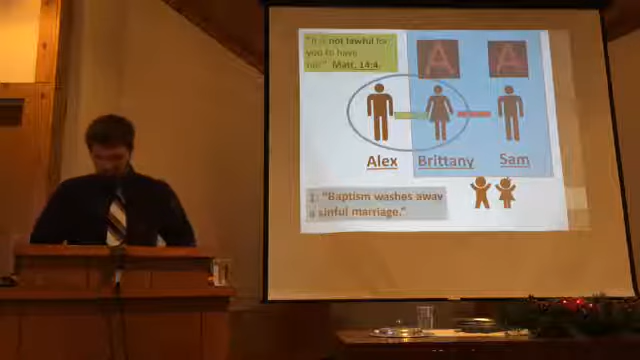 "It is not lawful for
you to have
her" Matt. 14:4
A A
Alex Brittany Sam
1. "Baptism washes away
a sinful marriage."